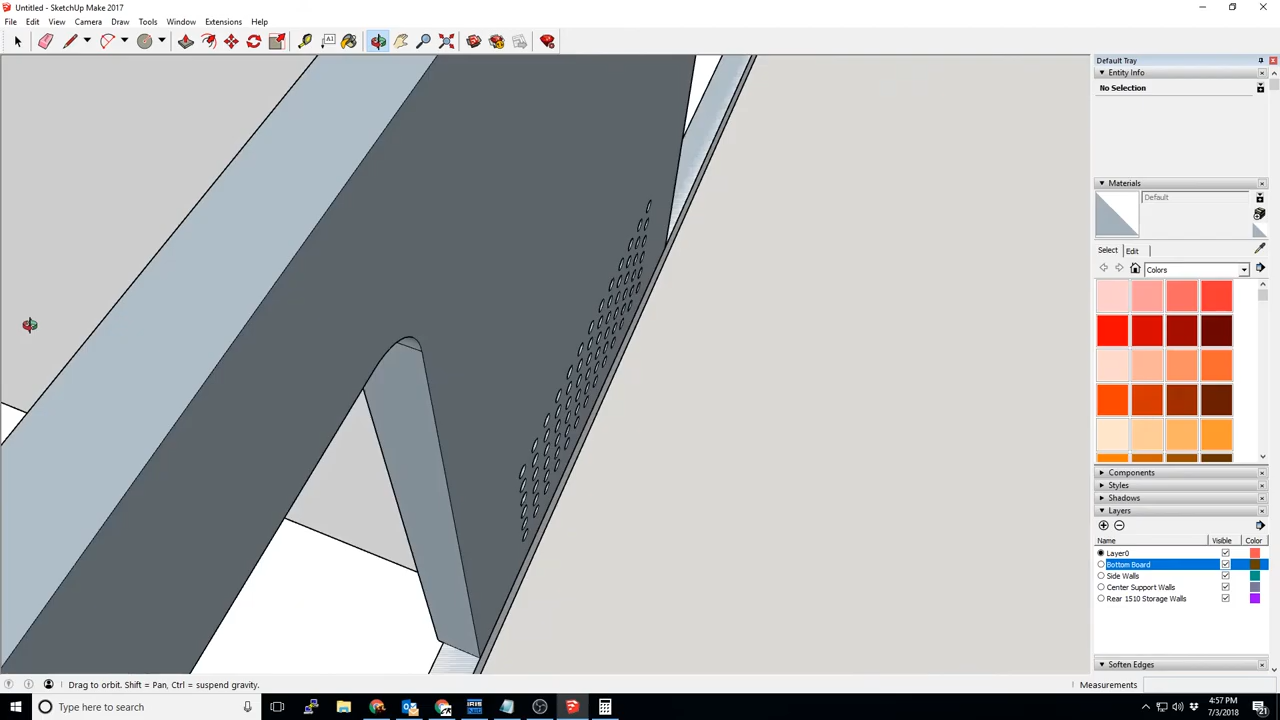 Untitled - SketchUp Make 2017
File Edit View Camera Draw Tools Window Extensions Help
Default Tray
Entity Info
No Selection
Materials
Default
Select Edit
Colors
Components
Styles
Shadows
Layers
Name Visible Color
Layer0
Bottom Board
Side Walls
Center Support Walls
Rear 1510 Storage Walls
Soften Edges
Drag to orbit. Shift = Pan, Ctrl = suspend gravity.
Measurements
Type here to search
4:57 PM
7/3/2018